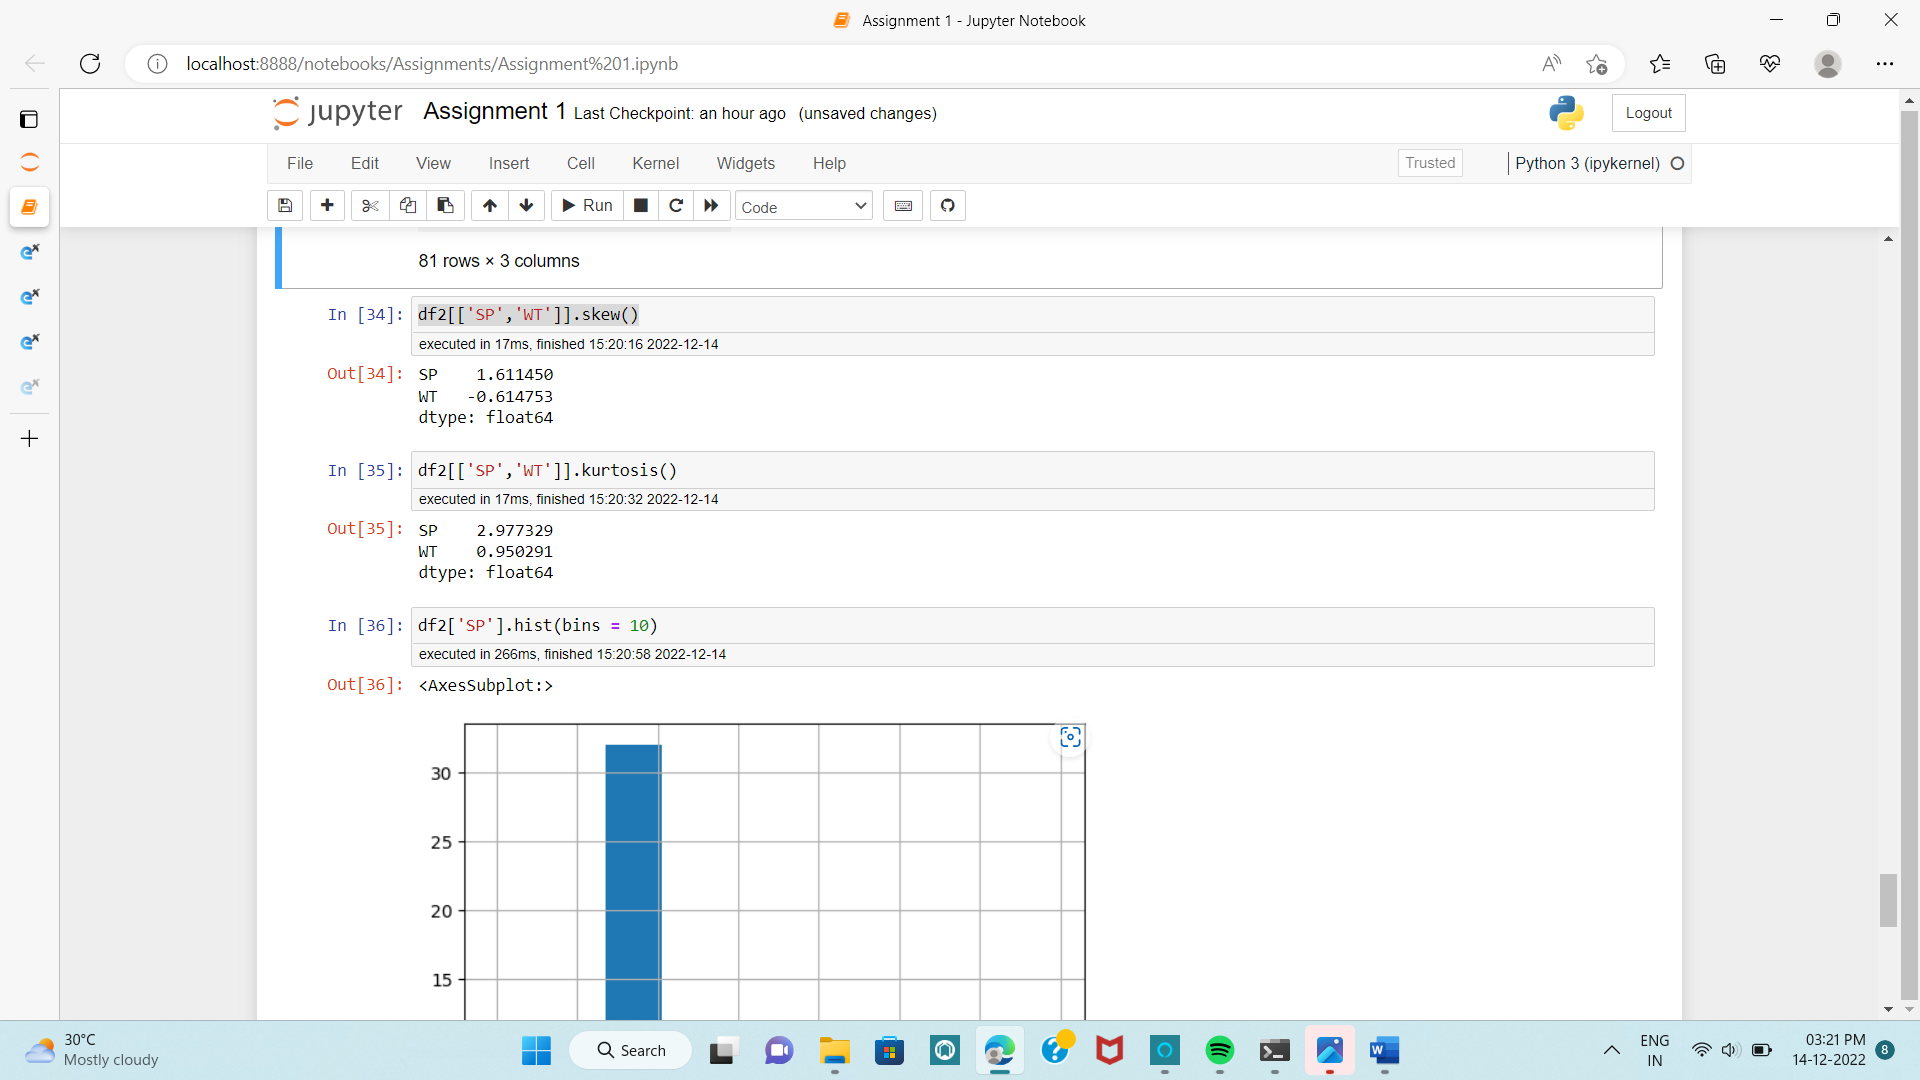 Assignment 1 - Jupyter Notebook
localhost:8888/notebooks/Assignments/Assignment%201.ipynb
jupyter Assignment 1 Last Checkpoint: an hour ago (unsaved changes) Logout
File Edit View Insert Cell Kernel Widgets Help Trusted Python 3 (ipykernel)
Run Code
81 rows × 3 columns
In [34]: df2[['SP','WT']].skew()
executed in 17ms, finished 15:20:16 2022-12-14
Out[34]: SP 1.611450
WT -0.614753
dtype: float64
In [35]: df2[['SP','WT']].kurtosis()
executed in 17ms, finished 15:20:32 2022-12-14
Out[35]: SP 2.977329
WT 0.950291
dtype: float64
In [36]: df2['SP'].hist(bins = 10)
executed in 266ms, finished 15:20:58 2022-12-14
Out[36]: <AxesSubplot:>
30
25
20
15
30°C
Mostly cloudy
Search
ENG
IN
03:21 PM
14-12-2022
8